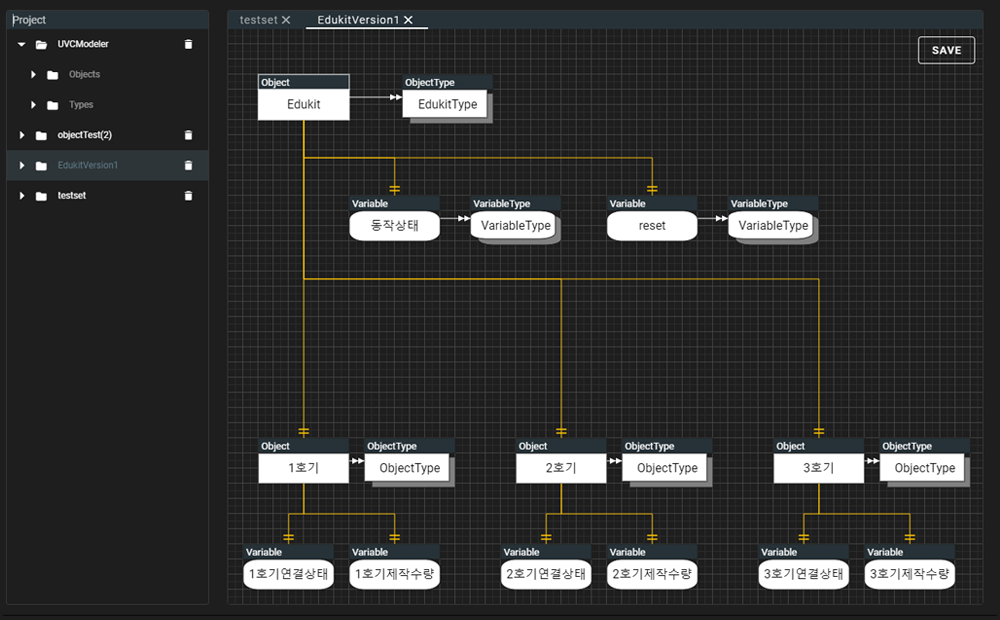 Project
UVCModeler
Objects
Types
objectTest(2)
EdukitVersion1
testset
testset
EdukitVersion1
SAVE
Object
Edukit
ObjectType
EdukitType
Variable
동작상태
VariableType
VariableType
Variable
reset
VariableType
VariableType
Object
1호기
ObjectType
ObjectType
Object
2호기
ObjectType
ObjectType
Object
3호기
ObjectType
ObjectType
Variable
1호기연결상태
Variable
1호기제작수량
Variable
2호기연결상태
Variable
2호기제작수량
Variable
3호기연결상태
Variable
3호기제작수량